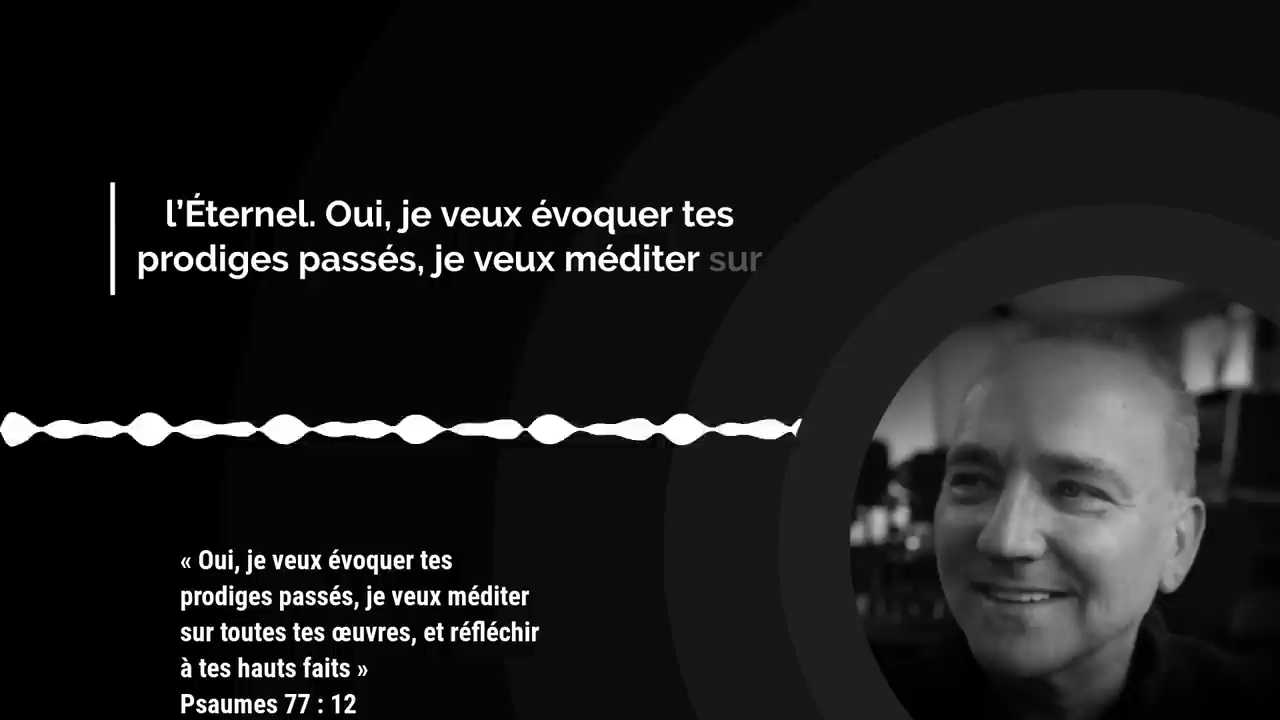 l’Éternel. Oui, je veux évoquer tes
prodiges passés, je veux méditer sur
« Oui, je veux évoquer tes
prodiges passés, je veux méditer
sur toutes tes œuvres, et réfléchir
à tes hauts faits »
Psaumes 77 : 12